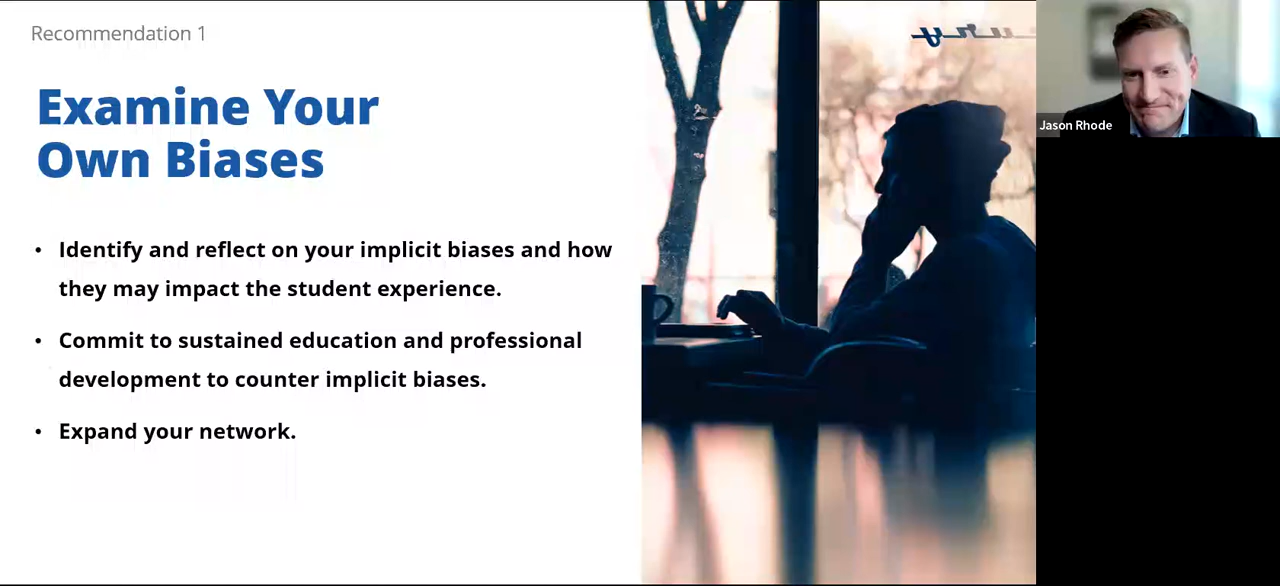 Recommendation 1
Examine Your
Own Biases
• Identify and reflect on your implicit biases and how
they may impact the student experience.
• Commit to sustained education and professional
development to counter implicit biases.
• Expand your network.
Jason Rhode